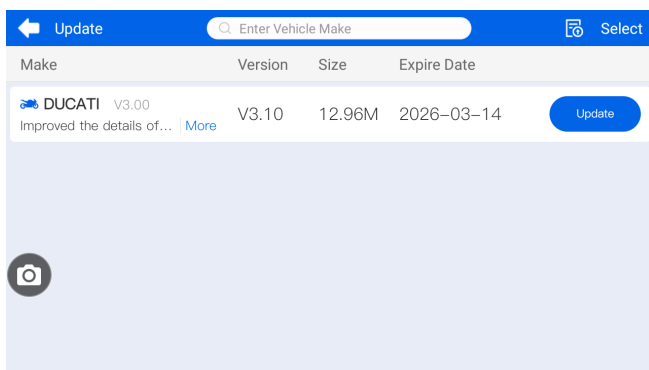 Update Enter Vehicle Make Select
Make Version Size Expire Date
DUCATI V3.00
Improved the details of... More V3.10 12.96M 2026-03-14 Update